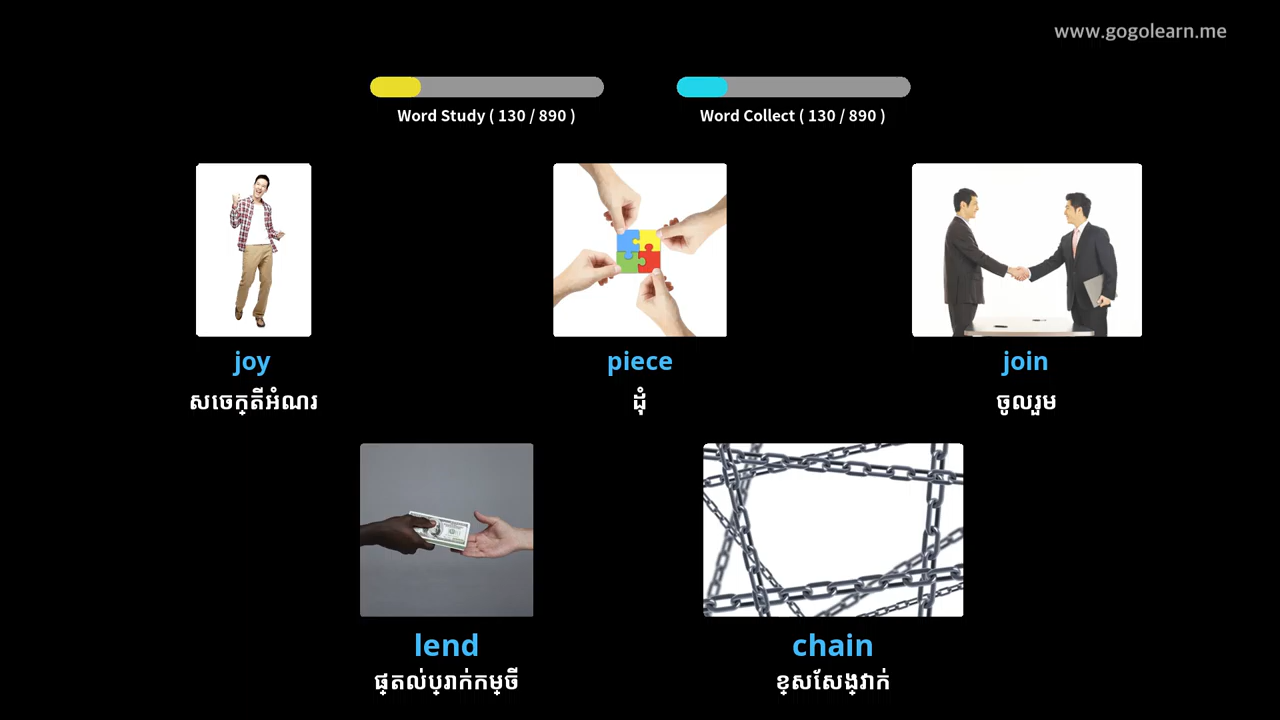 www.gogolearn.me
Word Study ( 130 / 890 )
Word Collect ( 130 / 890 )
joy
piece
join
សេចក្តីអំណរ
ដុំ
ចូលរួម
lend
chain
ផ្តល់ប្រាក់កម្ចី
ខ្សែសង្វាក់